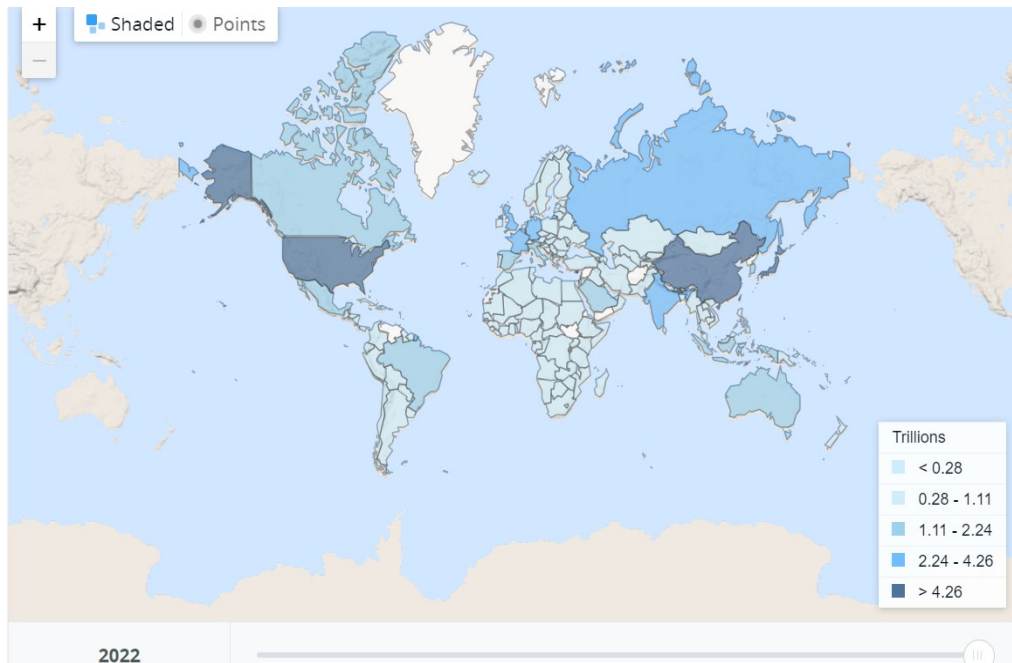 +
Shaded Points
−
Trillions
< 0.28
0.28 - 1.11
1.11 - 2.24
2.24 - 4.26
> 4.26
2022